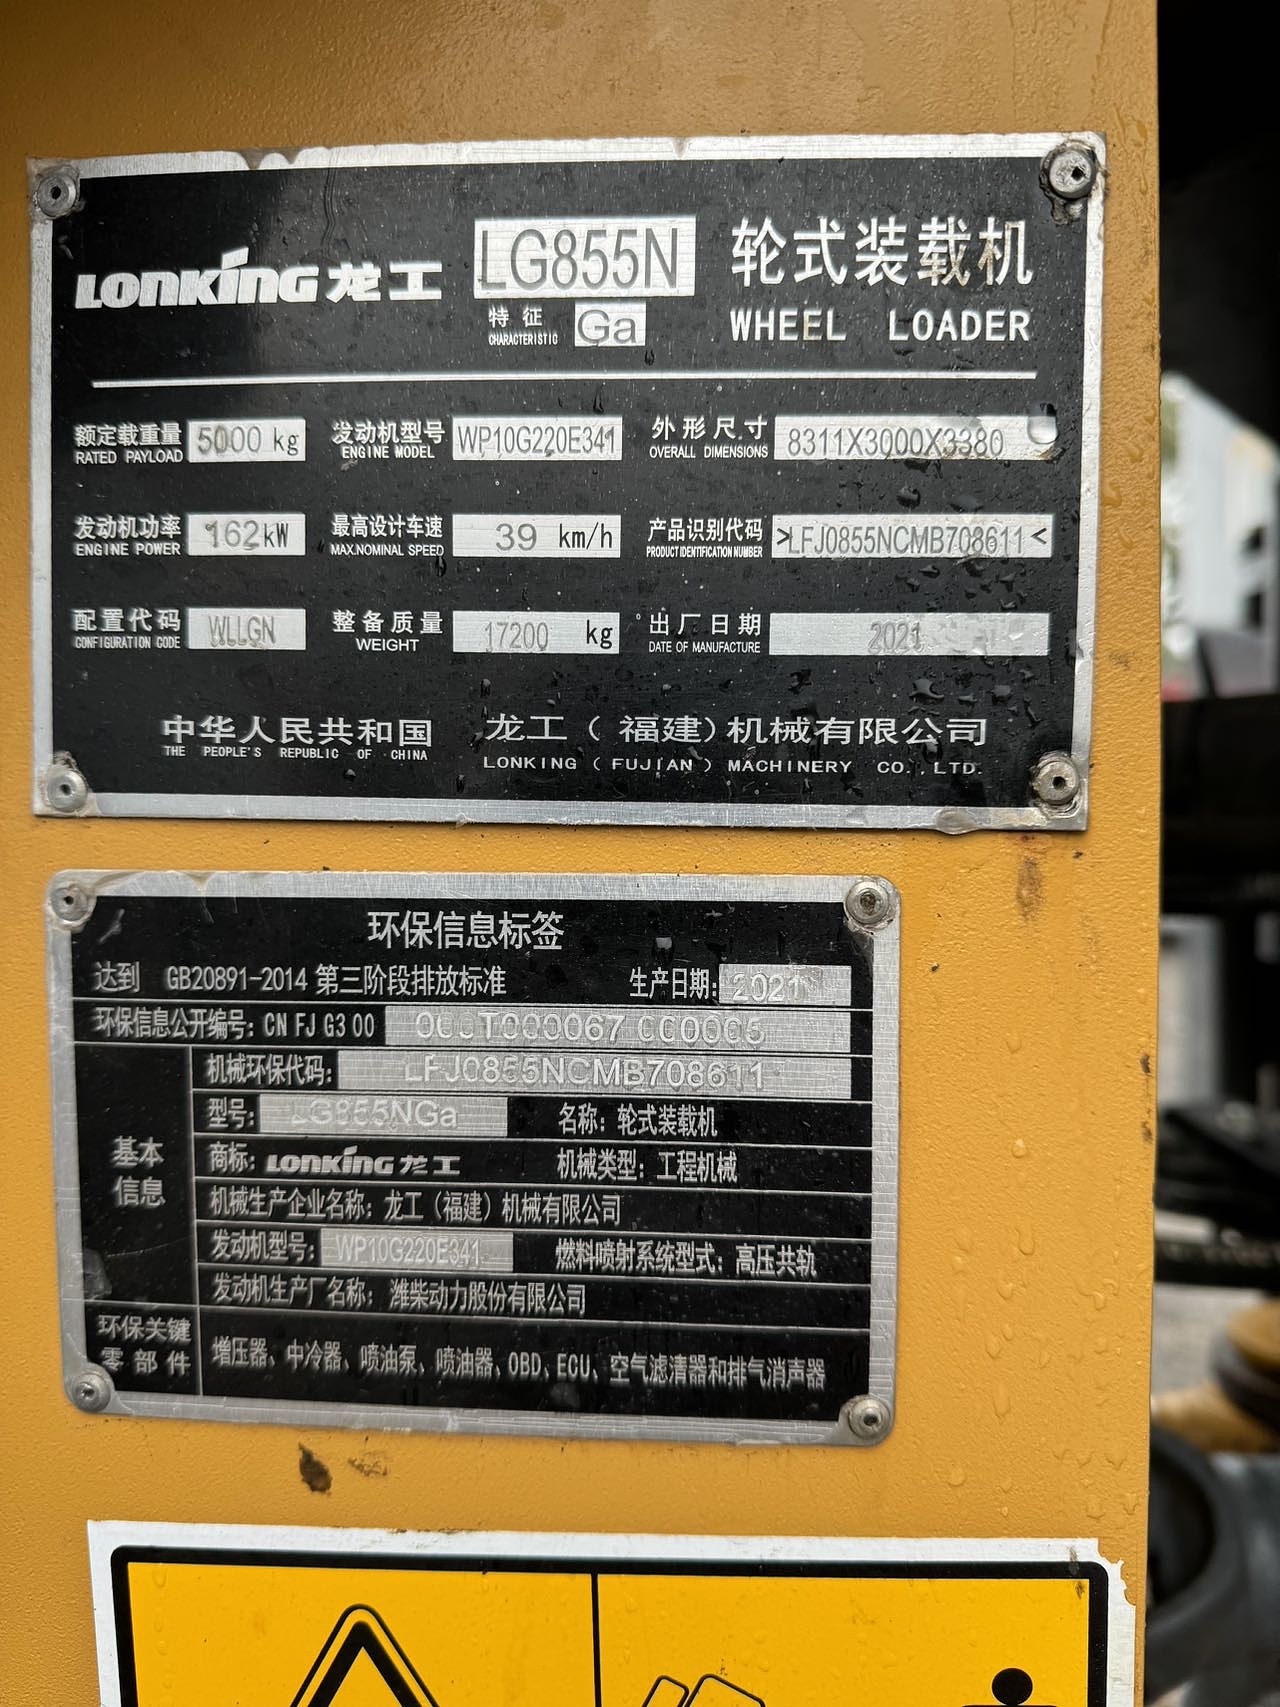 LONKING 龙工 LG855N 轮式装载机
特征 CHARACTERISTIC Ga WHEEL LOADER
额定载重量 RATED PAYLOAD 5000 kg 发动机型号 ENGINE MODEL WP10G220E341 外形尺寸 OVERALL DIMENSIONS 8311X3000X3380
发动机功率 ENGINE POWER 162kW 最高设计车速 MAX.NOMINAL SPEED 39 km/h 产品识别代码 PRODUCT IDENTIFICATION NUMBER >LFJ0855NCMB708611<
配置代码 CONFIGURATION CODE WLLGN 整备质量 WEIGHT 17200 kg 出厂日期 DATE OF MANUFACTURE 2021
中华人民共和国 龙工（福建）机械有限公司
THE PEOPLE'S REPUBLIC OF CHINA LONKING (FUJIAN) MACHINERY CO.,LTD.
环保信息标签
达到 GB20891-2014 第三阶段排放标准 生产日期: 2021
环保信息公开编号: CN FJ G3 00
机械环保代码: LFJ0855NCMB708611
型号: LG855NGa 名称: 轮式装载机
基本信息
商标: LONKING 龙工 机械类型: 工程机械
机械生产企业名称: 龙工（福建）机械有限公司
发动机型号: WP10G220E341 燃料喷射系统型式: 高压共轨
发动机生产厂名称: 潍柴动力股份有限公司
环保关键零部件 增压器、中冷器、喷油泵、喷油器、OBD、ECU、空气滤清器和排气消声器